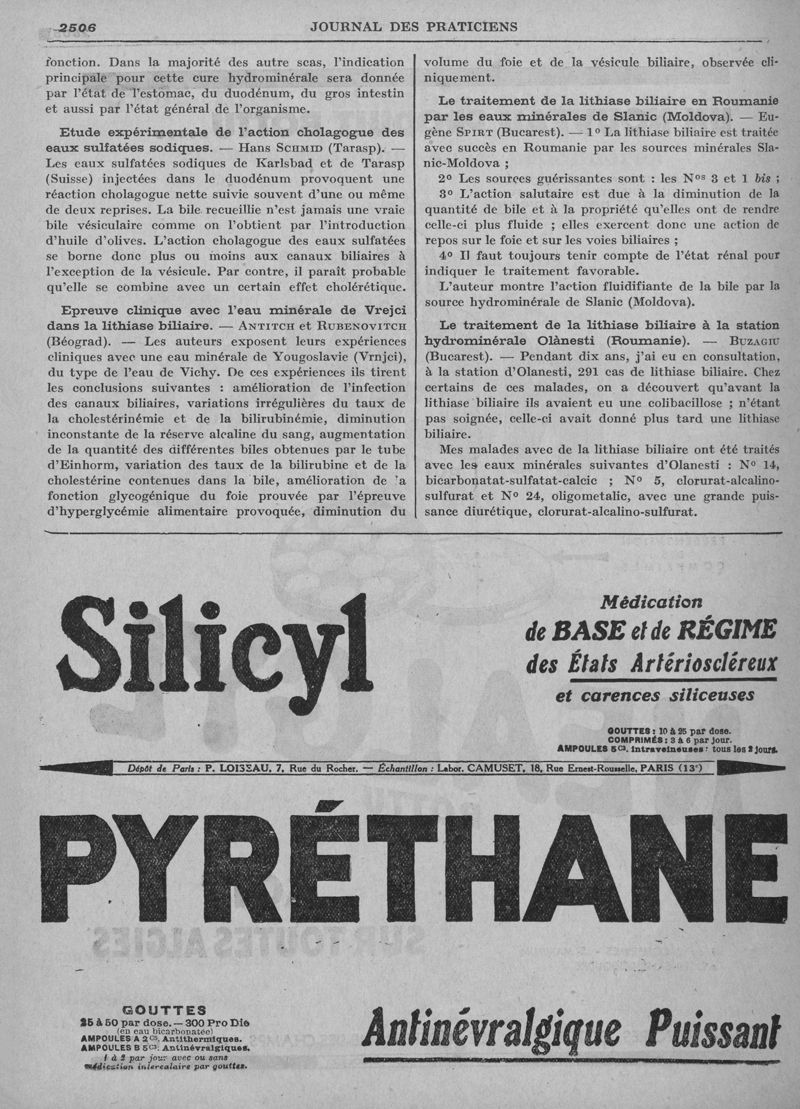 2506
JOURNAL DES PRATICIENS
fonction. Dans la majorité des autre scas, l'indication
principale pour cette cure hydrominérale sera donnée
par l'état de l'estomac, du duodénum, du gros intestin
et aussi par l'état général de l'organisme.
Etude expérimentale de l'action cholagogue des
eaux sulfatées sodiques. — Hans SCHMID (Tarasp). —
Les eaux sulfatées sodiques de Karlsbad et de Tarasp
(Suisse) injectées dans le duodénum provoquent une
réaction cholagogue nette suivie souvent d'une ou même
de deux reprises. La bile recueillie n'est jamais une vraie
bile vésiculaire comme on l'obtient par l'introduction
d'huile d'olives. L'action cholagogue des eaux sulfatées
se borne donc plus ou moins aux canaux biliaires à
l'exception de la vésicule. Par contre, il paraît probable
qu'elle se combine avec un certain effet cholérétique.
Epreuve clinique avec l'eau minérale de Vrejci
dans la lithiase biliaire. — ANTITCH et RUBENOVITCH
(Béograd). — Les auteurs exposent leurs expériences
cliniques avec une eau minérale de Yougoslavie (Vrnjci),
du type de l'eau de Vichy. De ces expériences ils tirent
les conclusions suivantes : amélioration de l'infection
des canaux biliaires, variations irrégulières du taux de
la cholestérinémie et de la bilirubinémie, diminution
inconstante de la réserve alcaline du sang, augmentation
de la quantité des différentes biles obtenues par le tube
d'Einhorm, variation des taux de la bilirubine et de la
cholestérine contenues dans la bile, amélioration de 'a
fonction glycogénique du foie prouvée par l'épreuve
d'hyperglycémie alimentaire provoquée, diminution du
volume du foie et de la vésicule biliaire, observée cli-
niquement.
Le traitement de la lithiase biliaire en Roumanie
par les eaux minérales de Slanic (Moldova). — Eu-
gène SPIRT (Bucarest). — 1º La lithiase biliaire est traitée
avec succès en Roumanie par les sources minérales Sla-
nic-Moldova ;
2º Les sources guérissantes sont : les Nos 3 et 1 bis ;
3º L'action salutaire est due à la diminution de la
quantité de bile et à la propriété qu'elles ont de rendre
celle-ci plus fluide ; elles exercent donc une action de
repos sur le foie et sur les voies biliaires ;
4º Il faut toujours tenir compte de l'état rénal pour
indiquer le traitement favorable.
L'auteur montre l'action fluidifiante de la bile par la
source hydrominérale de Slanic (Moldova).
Le traitement de la lithiase biliaire à la station
hydrominérale Olànesti (Roumanie). — BUZAGIU
(Bucarest). — Pendant dix ans, j'ai eu en consultation,
à la station d'Olanesti, 291 cas de lithiase biliaire. Chez
certains de ces malades, on a découvert qu'avant la
lithiase biliaire ils avaient eu une colibacillose ; n'étant
pas soignée, celle-ci avait donné plus tard une lithiase
biliaire.
Mes malades avec de la lithiase biliaire ont été traités
avec les eaux minérales suivantes d'Olanesti : Nº 14,
bicarbonatat-sulfatat-calcic ; Nº 5, clorurat-alcalino-
sulfurat et Nº 24, oligometalic, avec une grande puis-
sance diurétique, clorurat-alcalino-sulfurat.
Silicyl
Médication
de BASE et de RÉGIME
des États Artérioscléreux
et carences siliceuses
GOUTTES : 10 à 25 par dose.
COMPRIMÉS : 3 à 6 par jour.
AMPOULES 5 cs. intraveineuses : tous les 2 jours.
Dépôt de Paris : P. LOISEAU, 7, Rue du Rocher. — Échantillon : Labor. CAMUSET, 18, Rue Ernest-Rousselle, PARIS (13e)
PYRÉTHANE
GOUTTES
25 à 50 par dose. — 300 Pro Die
(en eau bicarbonatée)
AMPOULES A 2 cs. Antithermiques.
AMPOULES B 5 cs. Antinévralgiques.
1 à 2 par jour avec ou sans
médication intercalaire par gouttes.
Antinévralgique Puissant